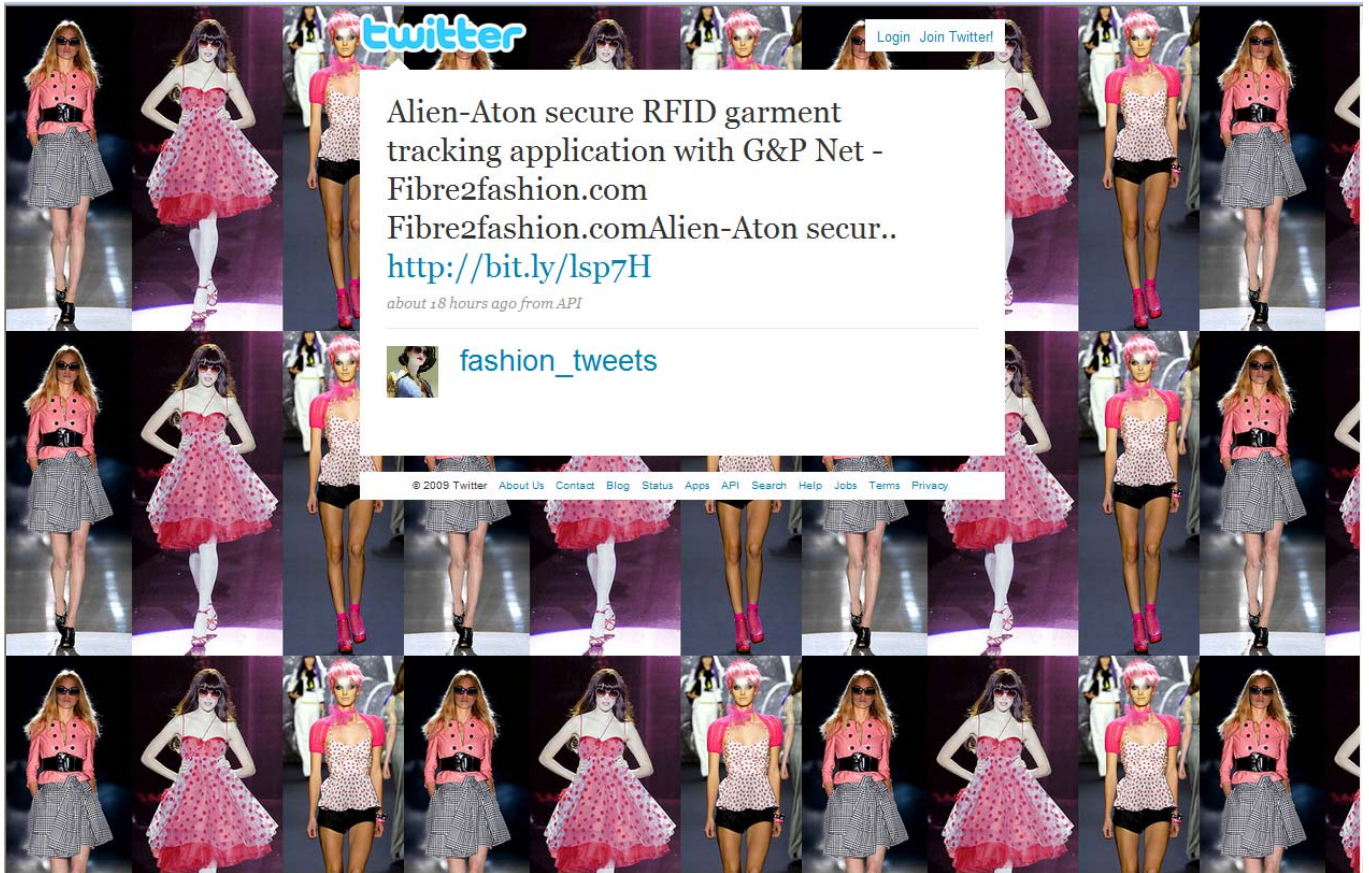 twitter
Login Join Twitter!
Alien-Aton secure RFID garment
tracking application with G&P Net -
Fibre2fashion.com
Fibre2fashion.comAlien-Aton secur..
http://bit.ly/lsp7H
about 18 hours ago from API
fashion_tweets
© 2009 Twitter About Us Contact Blog Status Apps API Search Help Jobs Terms Privacy